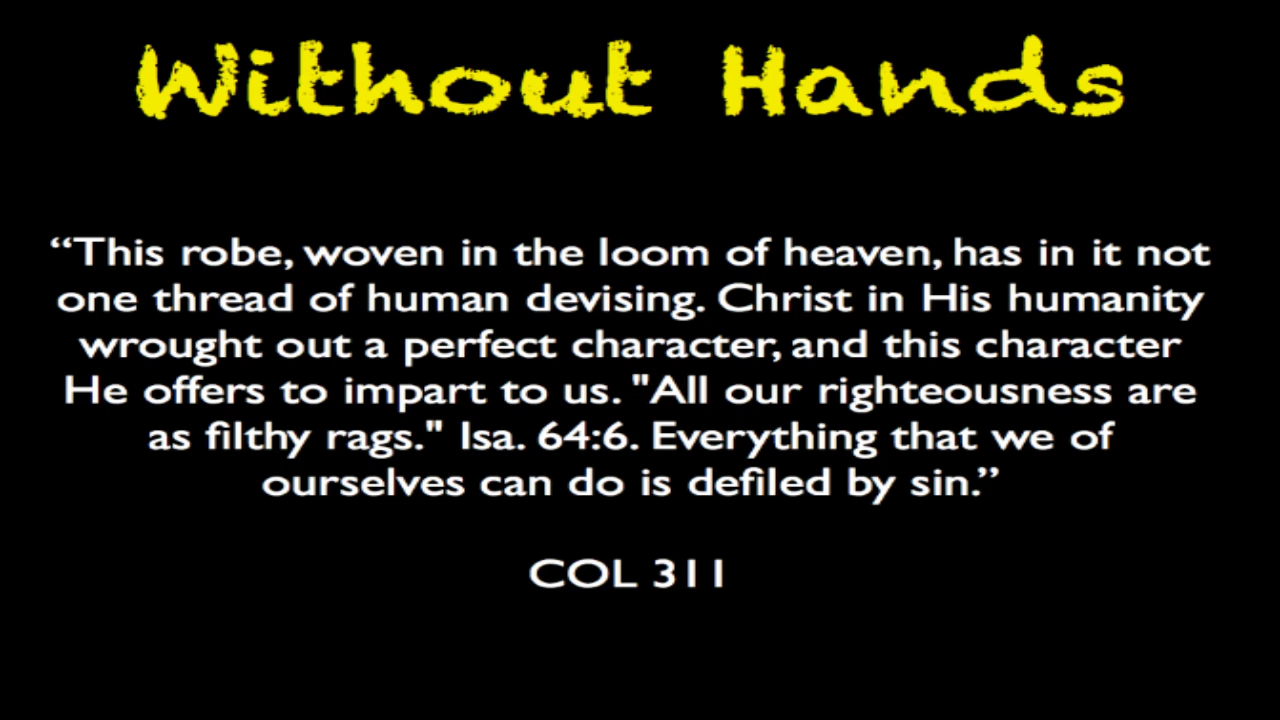 Without Hands
“This robe, woven in the loom of heaven, has in it not
one thread of human devising. Christ in His humanity
wrought out a perfect character, and this character
He offers to impart to us. "All our righteousness are
as filthy rags." Isa. 64:6. Everything that we of
ourselves can do is defiled by sin.”
COL 311